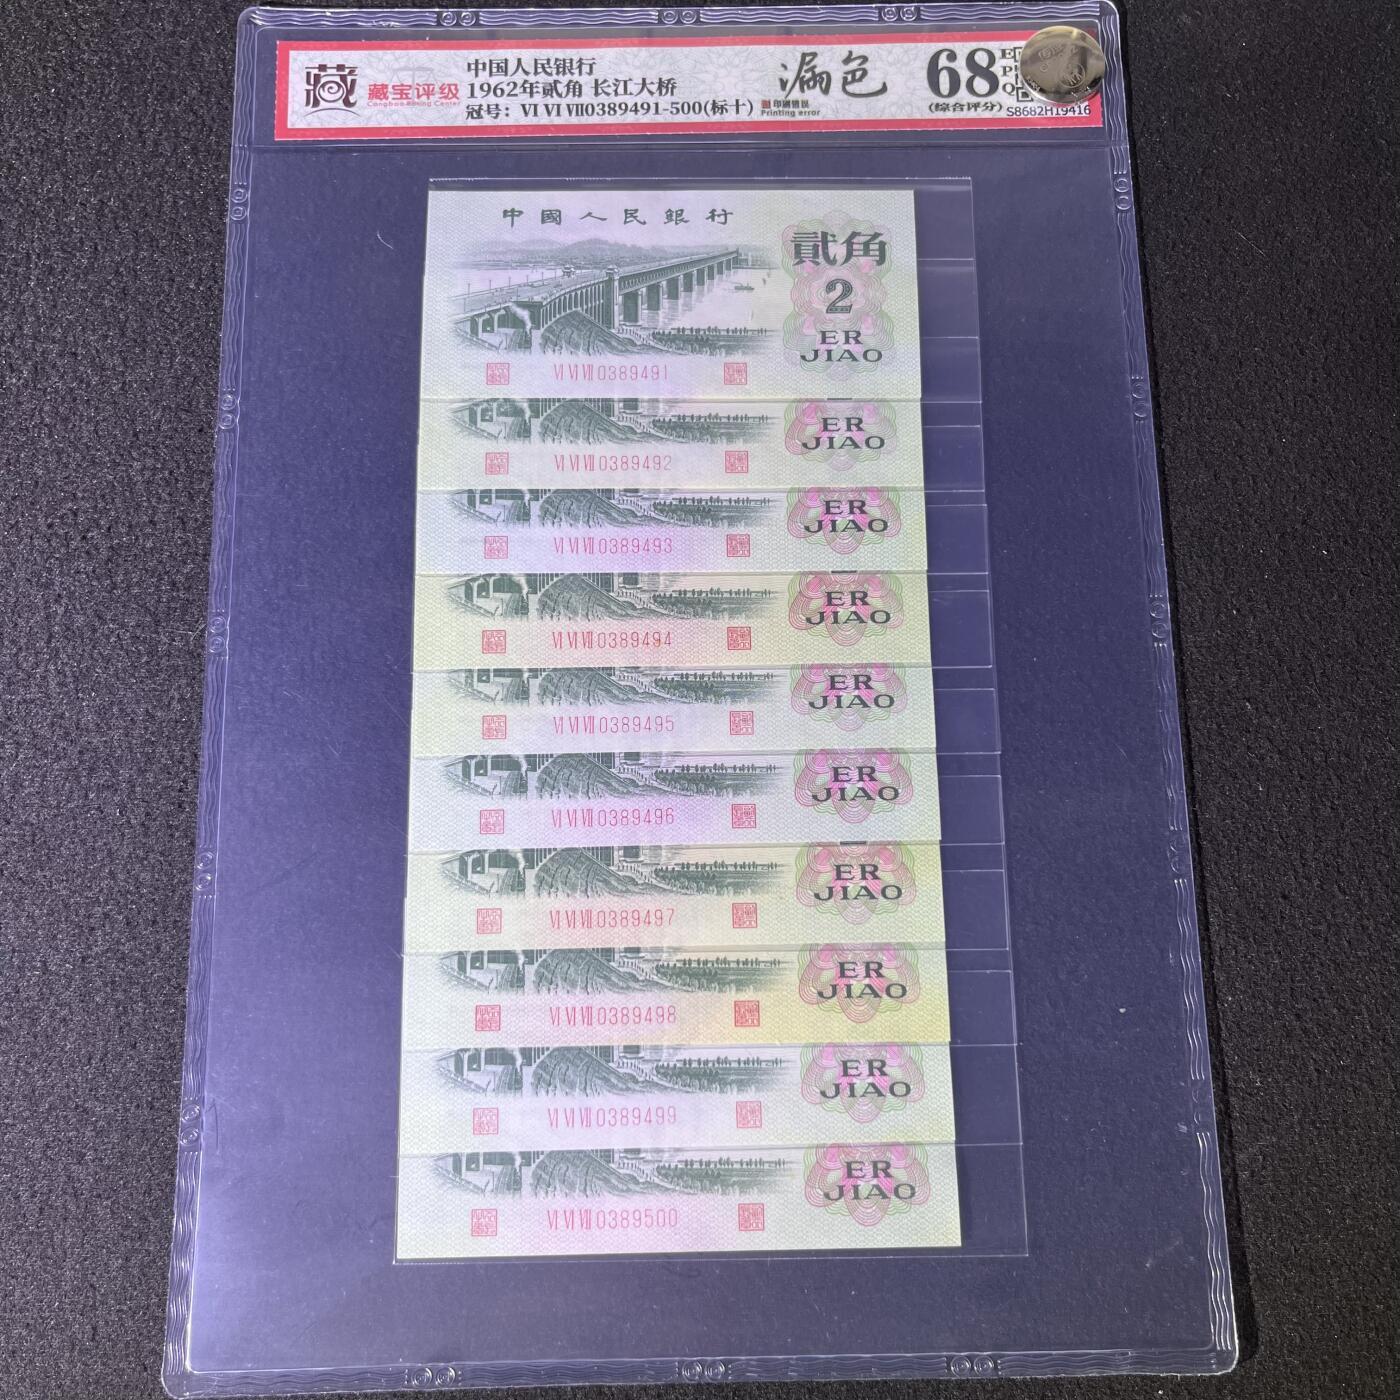 藏 藏宝评级
Cangbao Rating Center
中国人民银行
1962年贰角 长江大桥
冠号: VI VI VII0389491-500(标十)
漏色
印刷错误
Printing error
68 E
P
Q
(综合评分)
S8682H19416
中國人民銀行
貳角
2
ER
JIAO
VI VI VII 0389491
ER
JIAO
VI VI VII 0389492
ER
JIAO
VI VI VII 0389493
ER
JIAO
VI VI VII 0389494
ER
JIAO
VI VI VII 0389495
ER
JIAO
VI VI VII 0389496
ER
JIAO
VI VI VII 0389497
ER
JIAO
VI VI VII 0389498
ER
JIAO
VI VI VII 0389499
ER
JIAO
VI VI VII 0389500